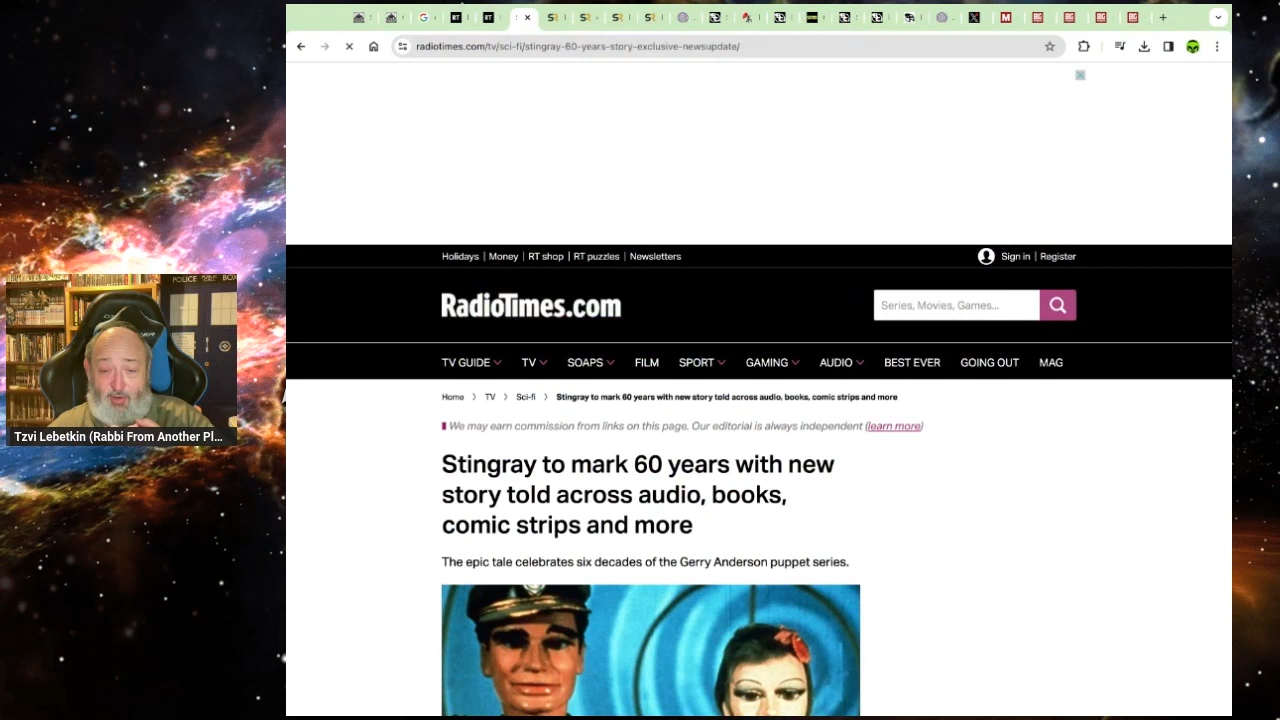 radiotimes.com/tv/sci-fi/stingray-60-years-story-exclusive-newsupdate/
Holidays | Money | RT shop | RT puzzles | Newsletters
Sign in | Register
RadioTimes.com
Series, Movies, Games...
TV GUIDE TV SOAPS FILM SPORT GAMING AUDIO BEST EVER GOING OUT MAG
Home > TV > Sci-fi > Stingray to mark 60 years with new story told across audio, books, comic strips and more
We may earn commission from links on this page. Our editorial is always independent (learn more)
Stingray to mark 60 years with new
story told across audio, books,
comic strips and more
The epic tale celebrates six decades of the Gerry Anderson puppet series.
POLICE BOX
Tzvi Lebetkin (Rabbi From Another Pl...